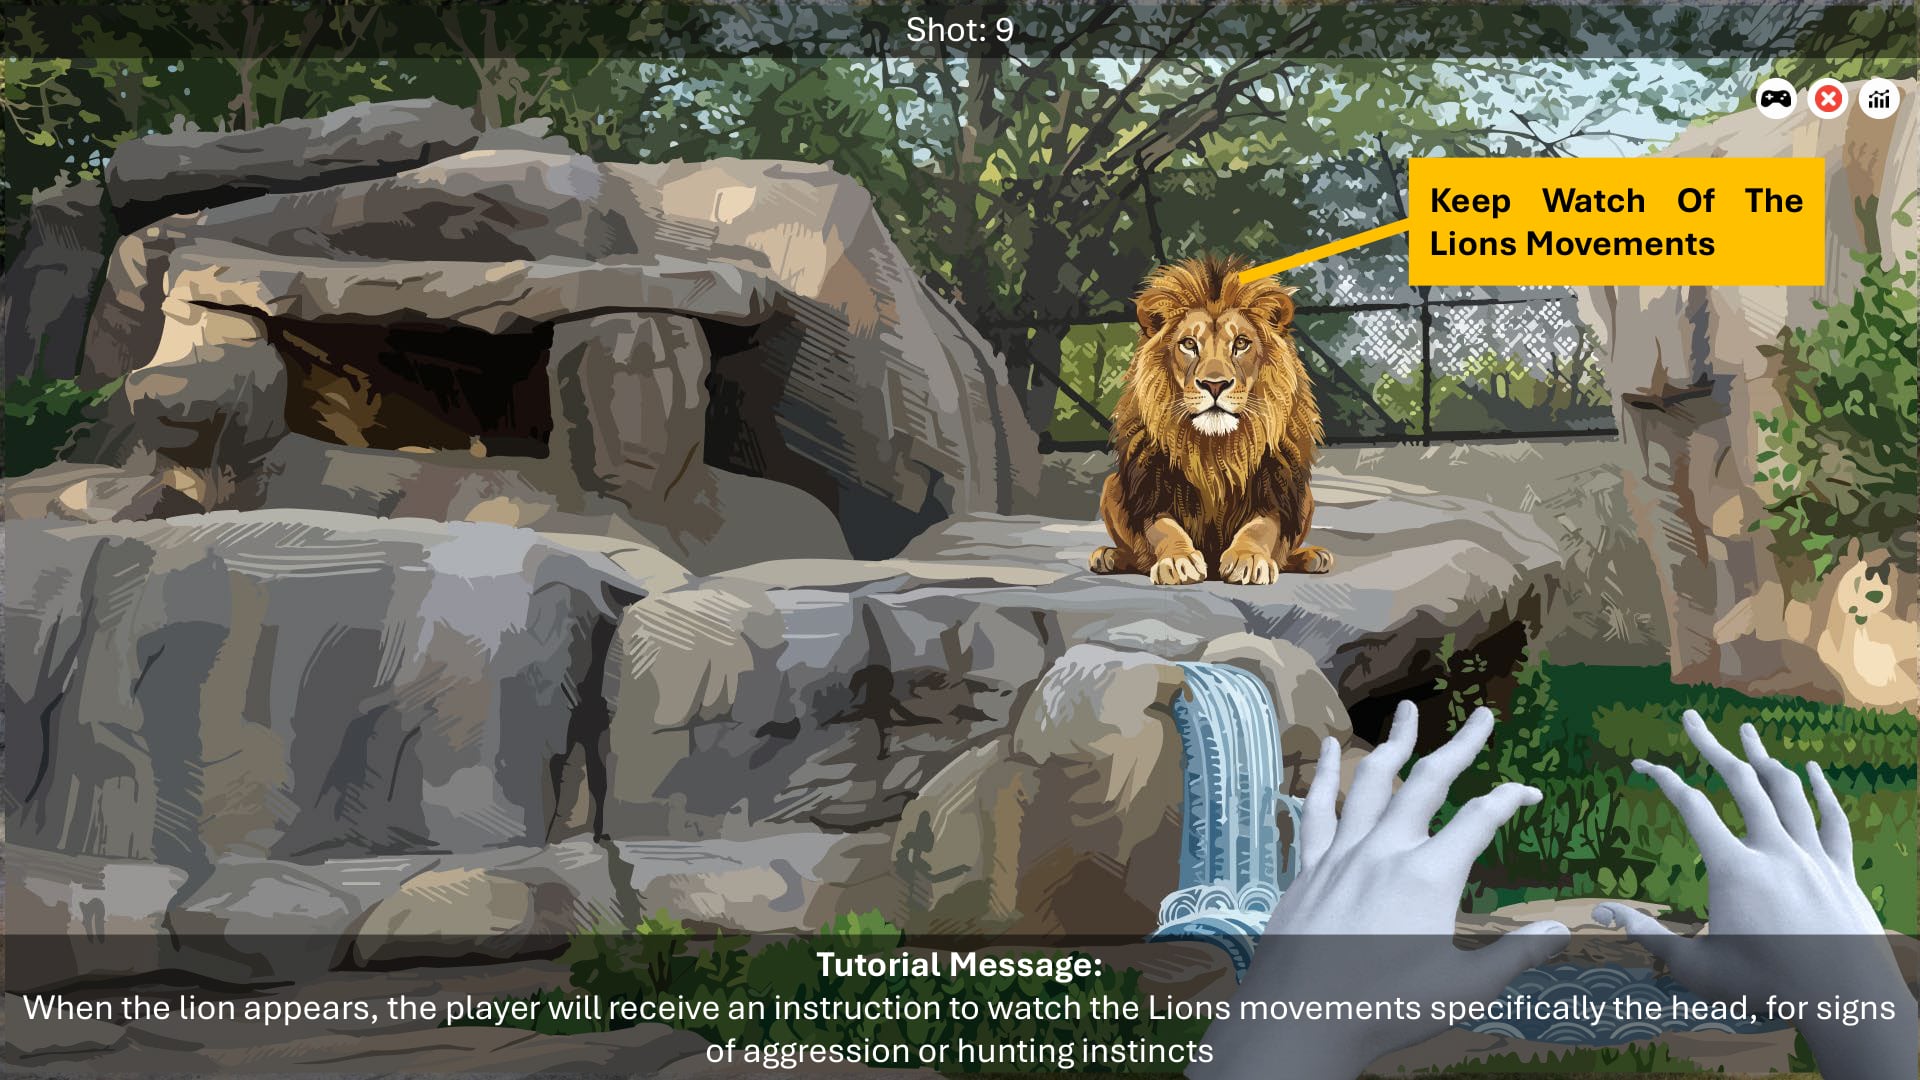 Shot: 9
Keep Watch Of The
Lions Movements
Tutorial Message:
When the lion appears, the player will receive an instruction to watch the Lions movements specifically the head, for signs
of aggression or hunting instincts